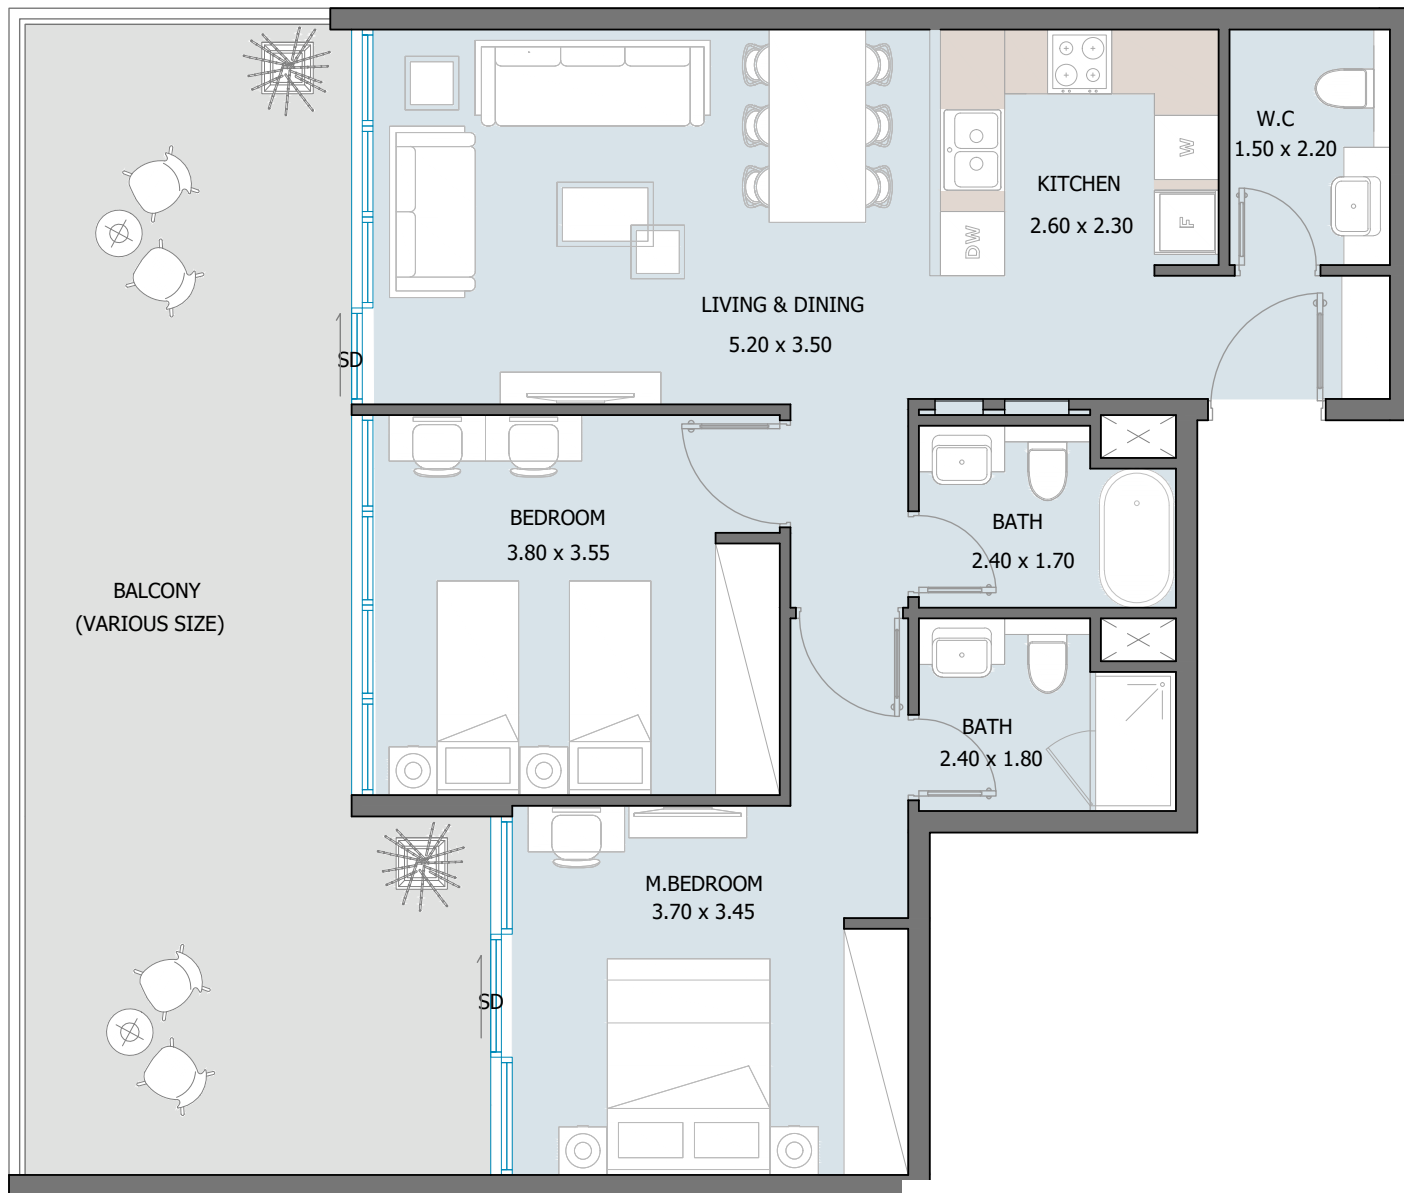 W.C
1.50 x 2.20
W
KITCHEN
2.60 x 2.30
F
DW
LIVING & DINING
5.20 x 3.50
SD
BEDROOM
3.80 x 3.55
BATH
2.40 x 1.70
BALCONY
(VARIOUS SIZE)
BATH
2.40 x 1.80
M.BEDROOM
3.70 x 3.45
SD